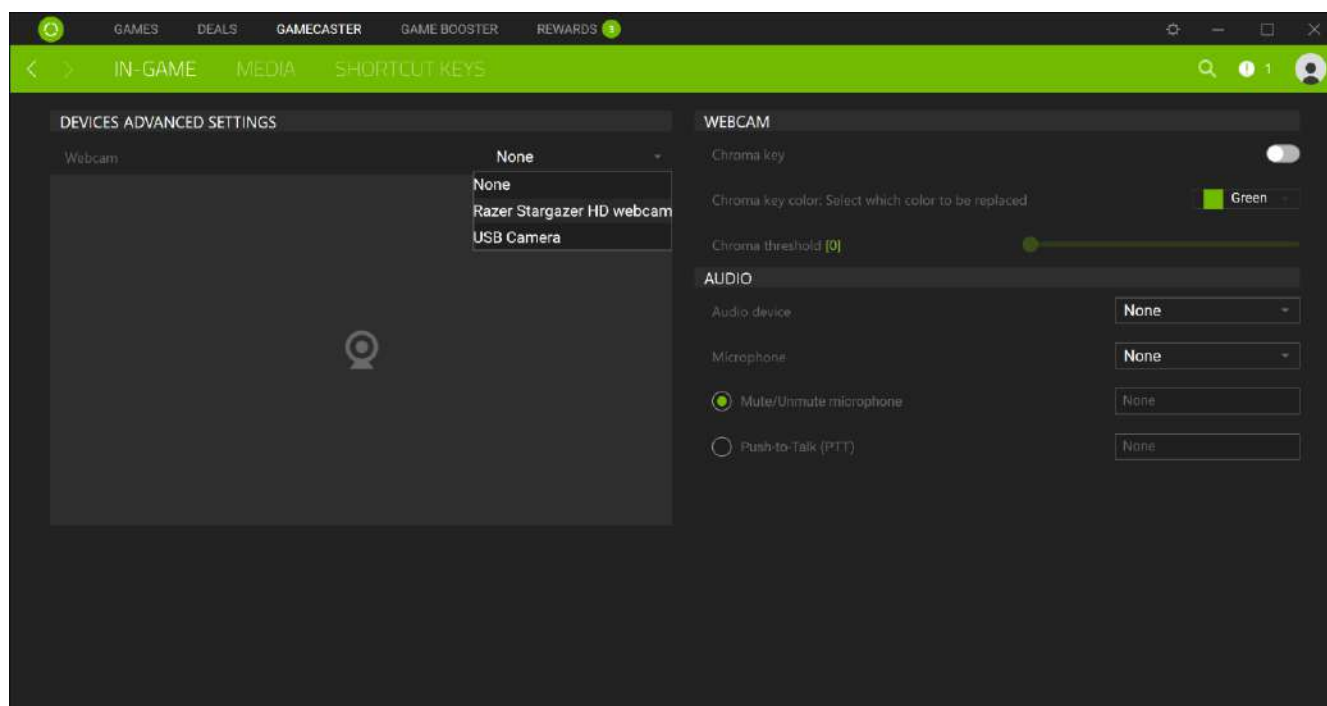 GAMES DEALS GAMECASTER GAME BOOSTER REWARDS 3
IN-GAME MEDIA SHORTCUT KEYS 1
DEVICES ADVANCED SETTINGS
Webcam None
None
Razer Stargazer HD webcam
USB Camera
WEBCAM
Chroma key
Chroma key color: Select which color to be replaced Green
Chroma threshold [0]
AUDIO
Audio device None
Microphone None
Mute/Unmute microphone None
Push-to-Talk (PTT) None